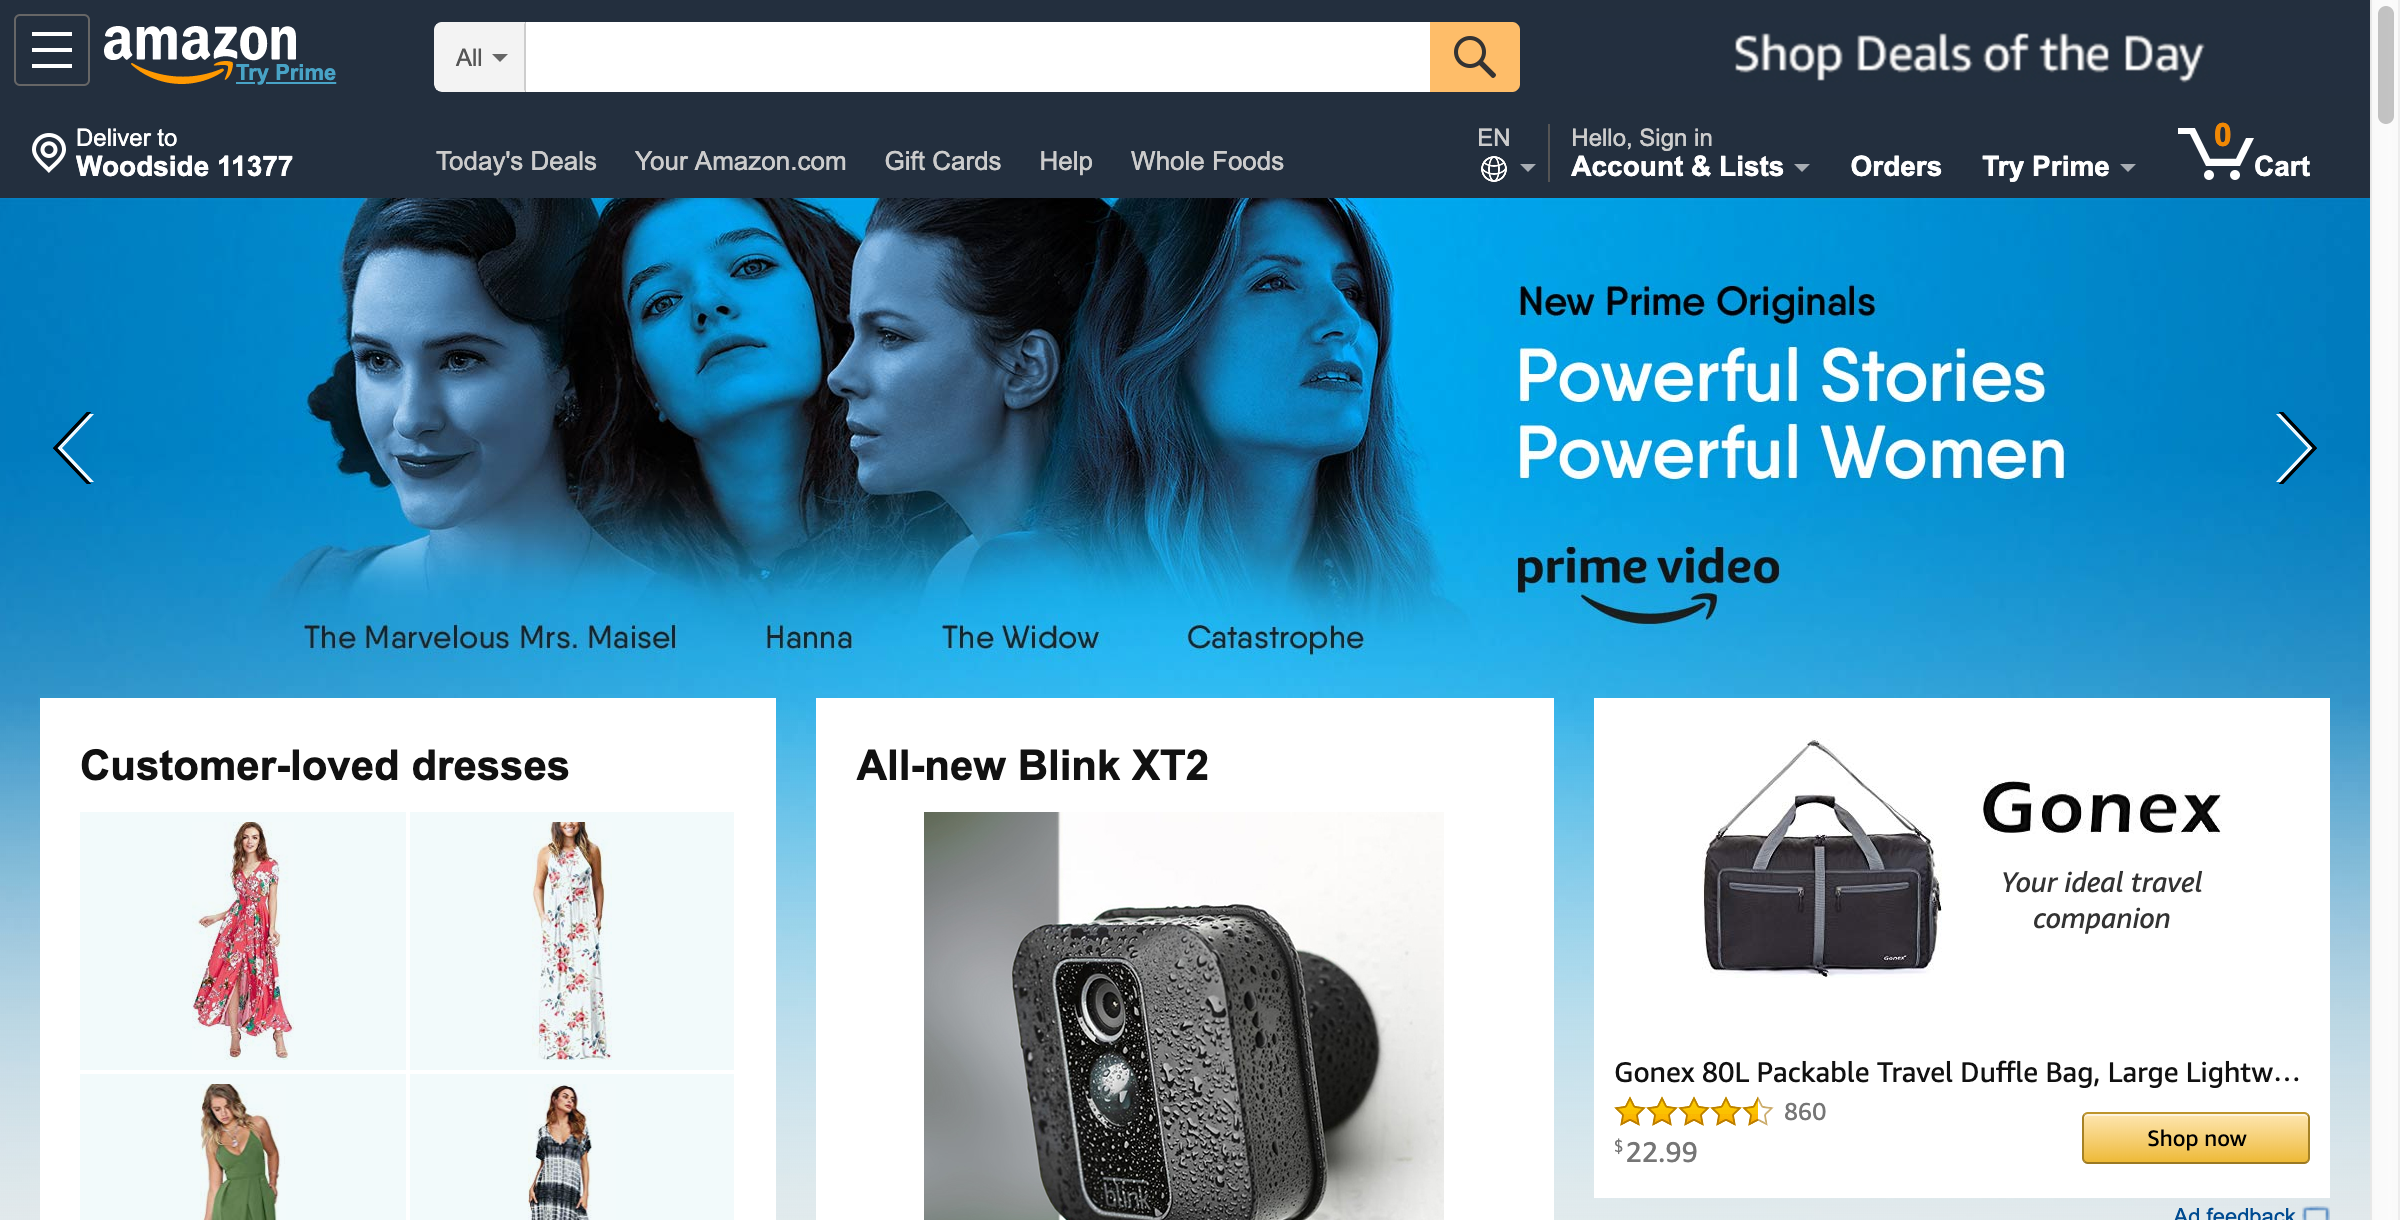 amazon
Try Prime
All
Shop Deals of the Day
Deliver to
Woodside 11377
Today's Deals
Your Amazon.com
Gift Cards
Help
Whole Foods
EN
Hello, Sign in
Account & Lists
Orders
Try Prime
0
Cart
New Prime Originals
Powerful Stories
Powerful Women
prime video
The Marvelous Mrs. Maisel
Hanna
The Widow
Catastrophe
Customer-loved dresses
All-new Blink XT2
blink
Gonex
Your ideal travel
companion
Gonex
Gonex 80L Packable Travel Duffle Bag, Large Lightw...
860
$22.99
Shop now
Ad feedback